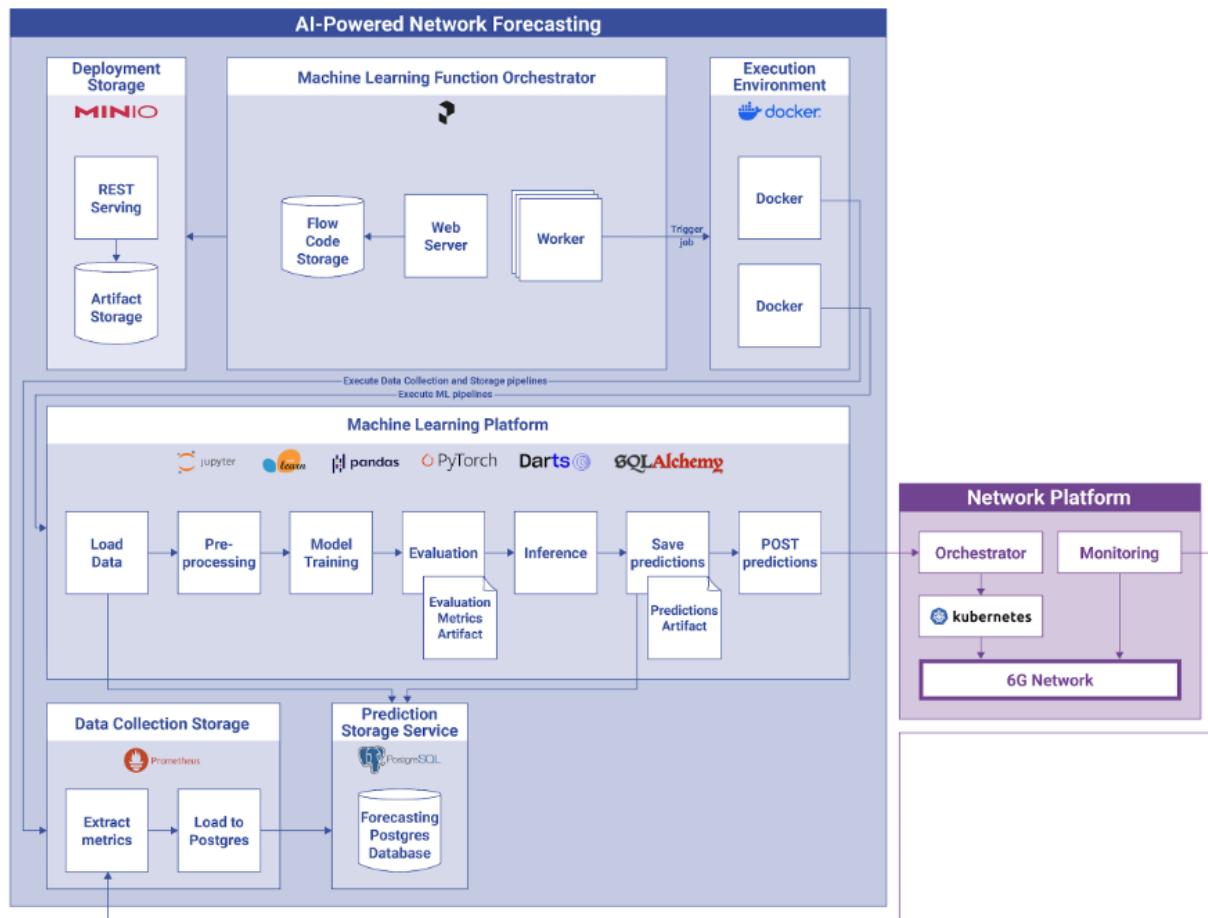 AI-Powered Network Forecasting
Deployment
Storage
MINIO
REST
Serving
Artifact
Storage
Machine Learning Function Orchestrator
Flow
Code
Storage
Web
Server
Worker
Trigger
job
Execution
Environment
docker
Docker
Docker
Execute Data Collection and Storage pipelines
Execute ML pipelines
Machine Learning Platform
jupyter
learn
pandas
PyTorch
Darts
SQLAlchemy
Load
Data
Pre-
processing
Model
Training
Evaluation
Evaluation
Metrics
Artifact
Inference
Save
predictions
Predictions
Artifact
POST
predictions
Network Platform
Orchestrator
Monitoring
kubernetes
6G Network
Data Collection Storage
Prometheus
Extract
metrics
Load to
Postgres
Prediction
Storage Service
PostgreSQL
Forecasting
Postgres
Database